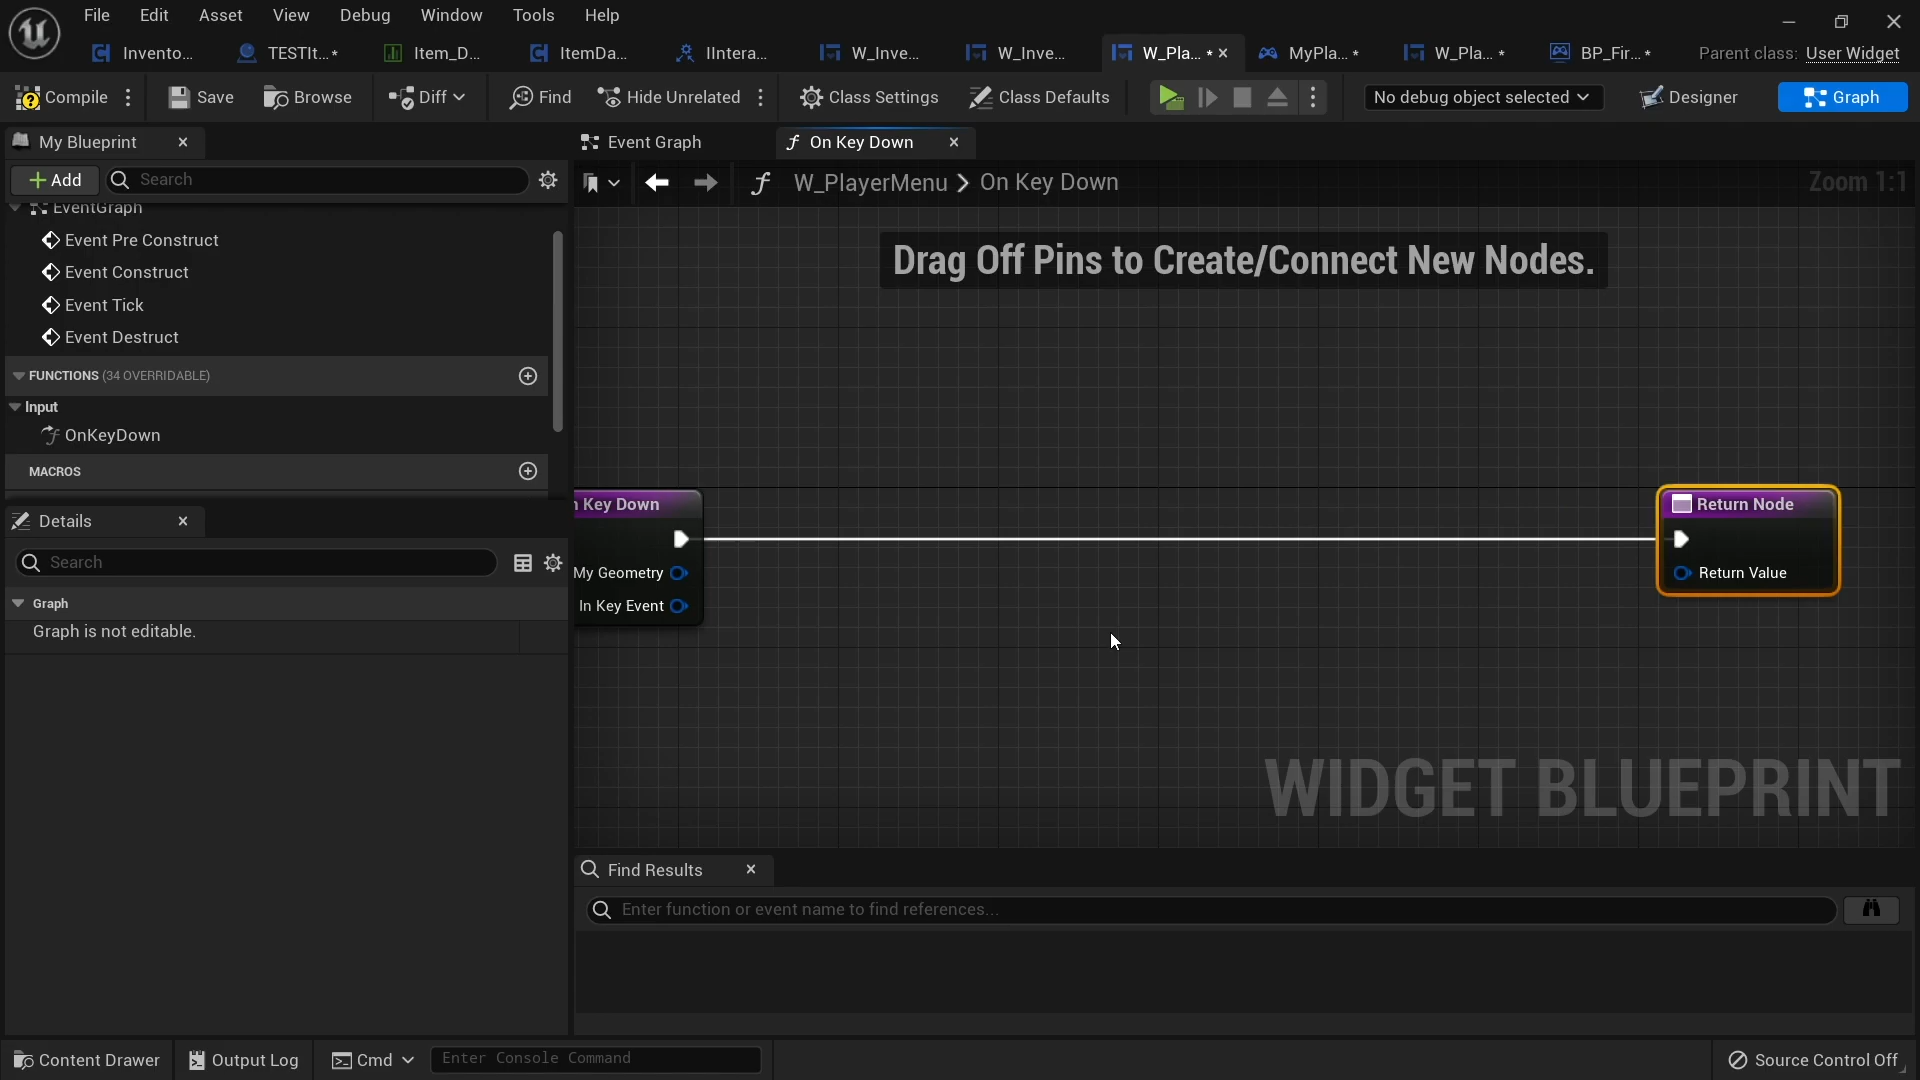 File Edit Asset View Debug Window Tools Help
Invento... TESTIt...* Item_D... ItemDa... IIntera... W_Inve... W_Inve... W_Pla... * MyPla... * W_Pla... * BP_Fir...* Parent class: User Widget
Compile Save Browse Diff Find Hide Unrelated Class Settings Class Defaults No debug object selected Designer Graph
My Blueprint
Event Graph
On Key Down
Add
Search
W_PlayerMenu > On Key Down
Zoom 1:1
EventGraph
Event Pre Construct
Event Construct
Event Tick
Event Destruct
FUNCTIONS (34 OVERRIDABLE)
Input
OnKeyDown
MACROS
Drag Off Pins to Create/Connect New Nodes.
n Key Down
My Geometry
In Key Event
Return Node
Return Value
Details
Search
Graph
Graph is not editable.
WIDGET BLUEPRINT
Find Results
Enter function or event name to find references...
Content Drawer Output Log Cmd Enter Console Command Source Control Off